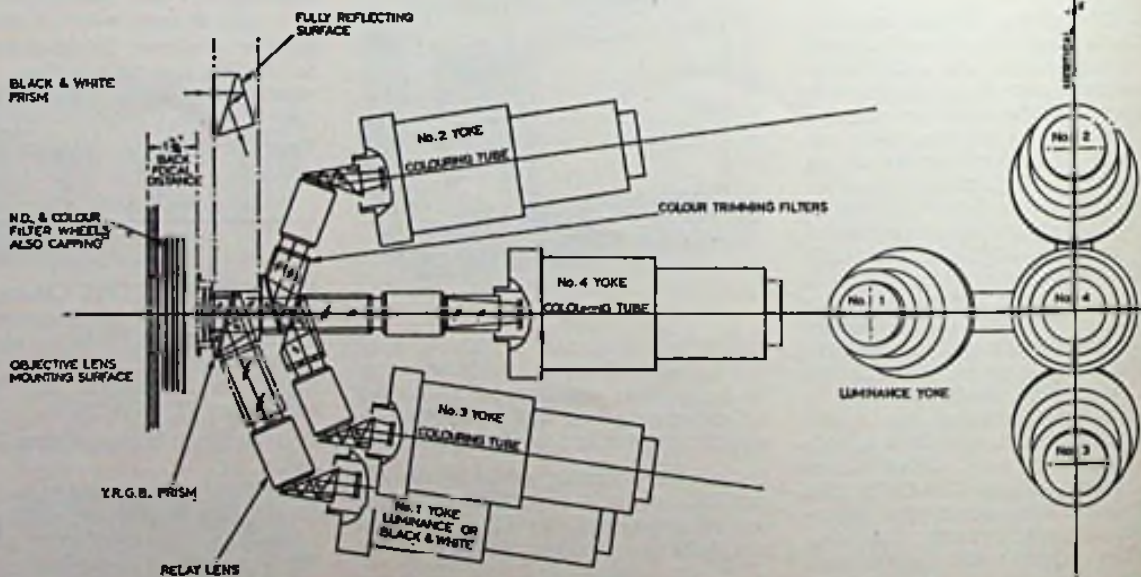 FULLY REFLECTING
SURFACE
BLACK & WHITE
PRISM
BACK
FOCAL
DISTANCE
N.D. & COLOUR
FILTER WHEELS
ALSO CAPPING
OBJECTIVE LENS
MOUNTING SURFACE
Y.R.G.B. PRISM
RELAY LENS
No.2 YOKE
COLOURING TUBE
COLOUR TRIMMING FILTERS
No.4 YOKE
COLOURING TUBE
No.3 YOKE
COLOURING TUBE
No.1 YOKE
LUMINANCE OR
BLACK & WHITE
VERTICAL
No. 2
No. 1
No. 4
LUMINANCE YOKE
No. 3